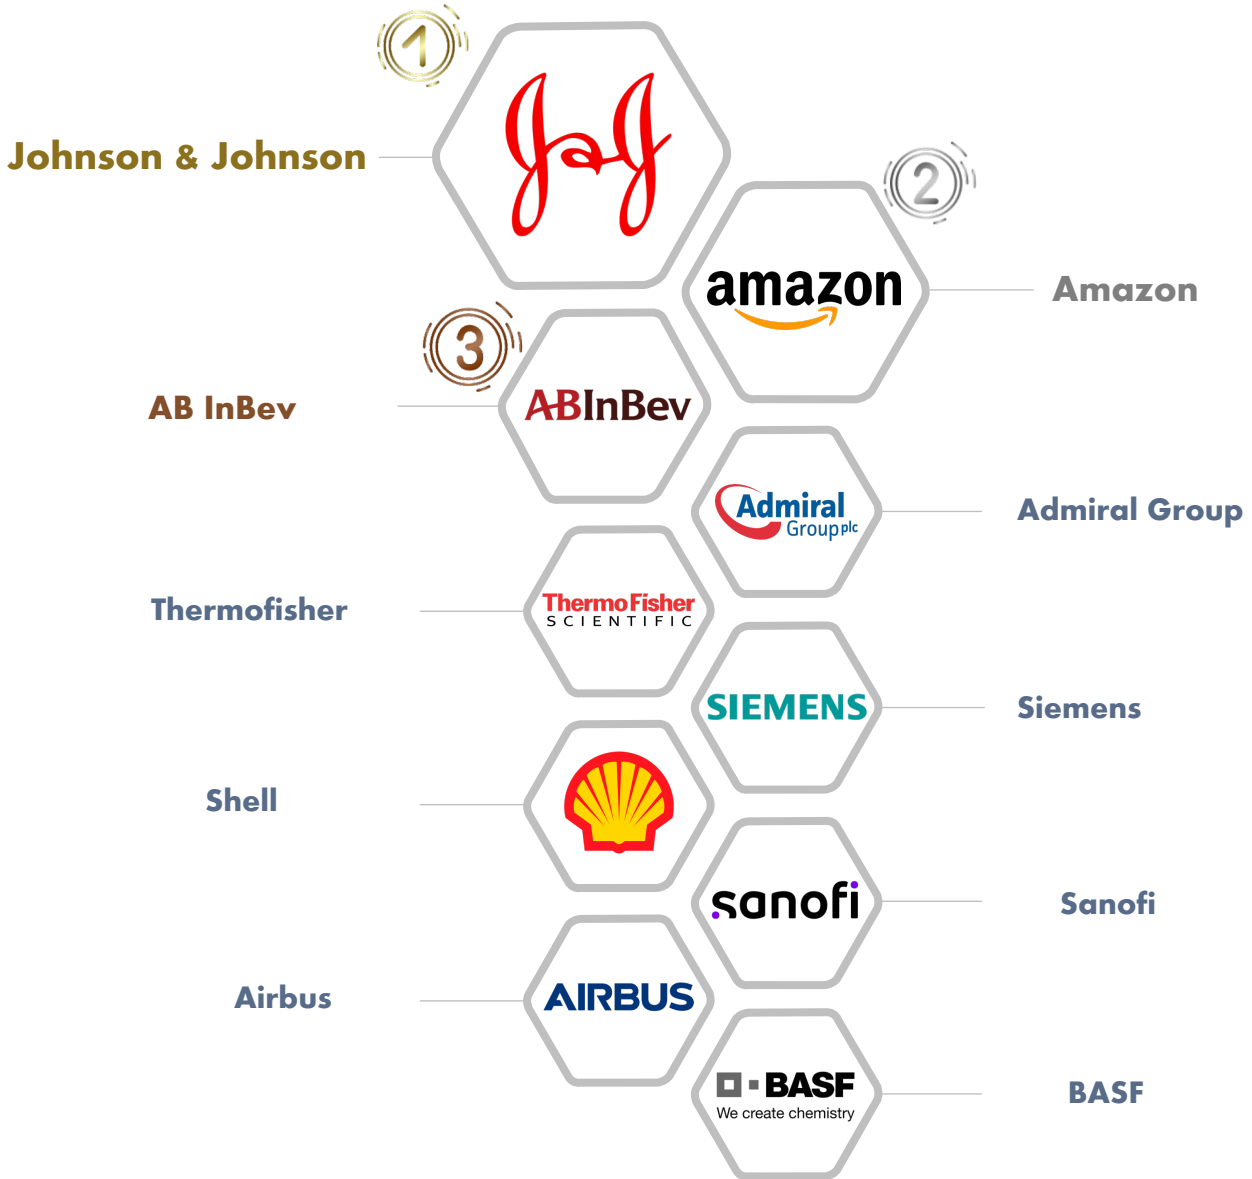 1
J&J
Johnson & Johnson
2
amazon
Amazon
3
ABInBev
AB InBev
Admiral
Group plc
Admiral Group
ThermoFisher
SCIENTIFIC
Thermofisher
SIEMENS
Siemens
Shell
sanofi
Sanofi
AIRBUS
Airbus
BASF
We create chemistry
BASF